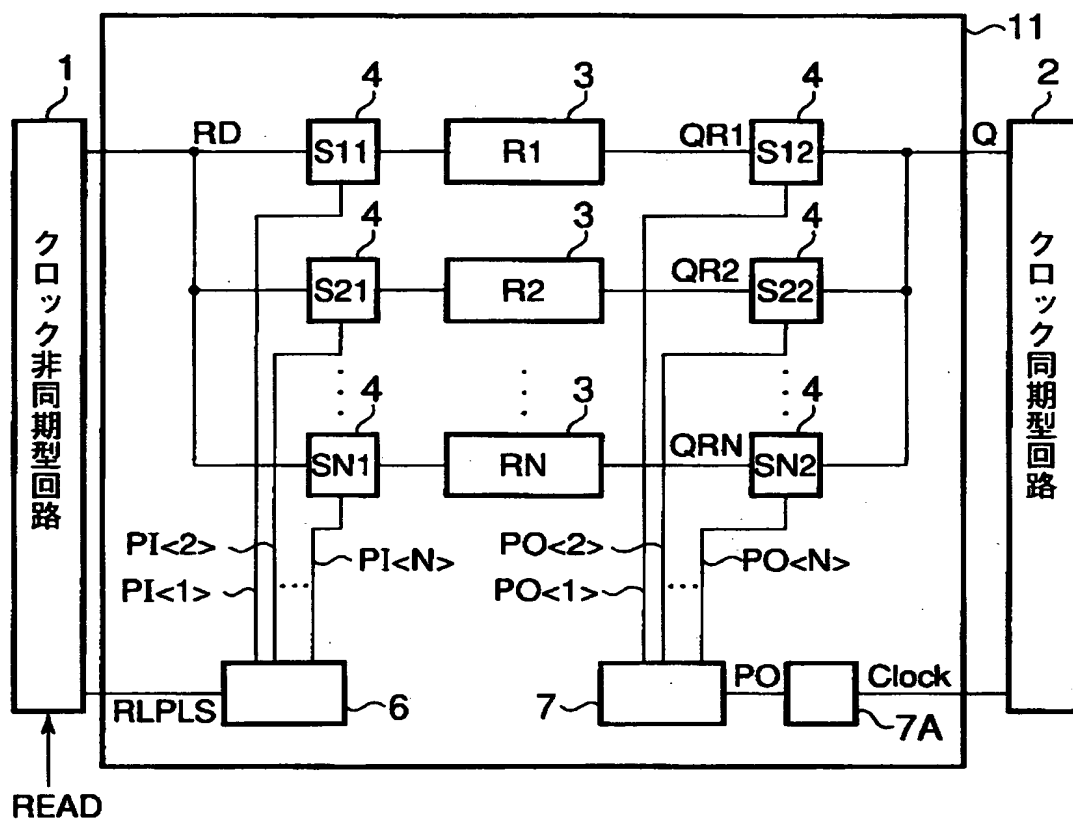 11
1
4
3
4
2
RD
S11
R1
QR1
S12
Q
4
3
4
S21
R2
QR2
S22
4
3
4
SN1
RN
QRN
SN2
クロック非同期型回路
クロック同期型回路
PI<2>
PI<N>
PO<2>
PO<N>
PI<1>
PO<1>
RLPLS
6
7
PO
Clock
7A
READ